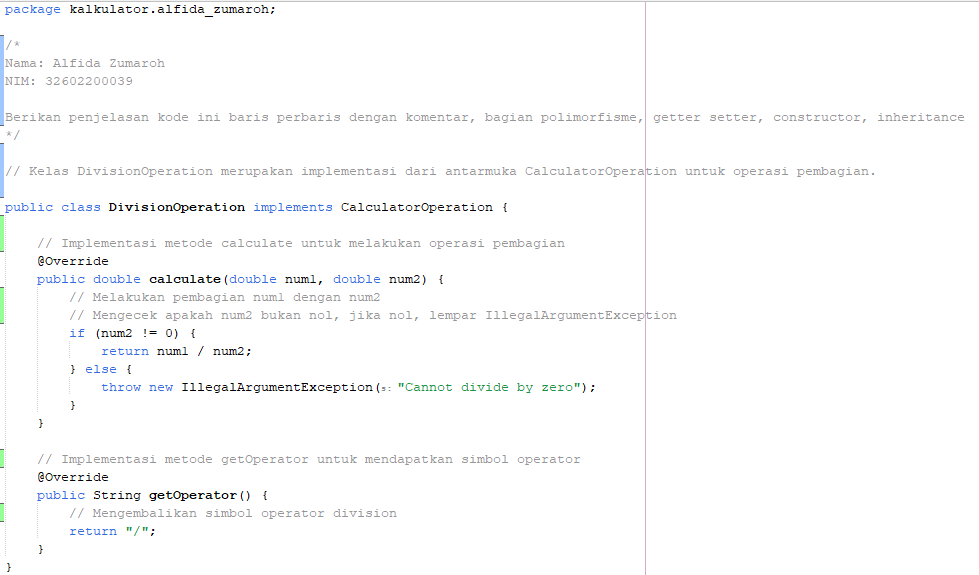 package kalkulator.alfida_zumaroh;
/*
Nama: Alfida Zumaroh
NIM: 32602200039
Berikan penjelasan kode ini baris perbaris dengan komentar, bagian polimorfisme, getter setter, constructor, inheritance
*/
// Kelas DivisionOperation merupakan implementasi dari antarmuka CalculatorOperation untuk operasi pembagian.
public class DivisionOperation implements CalculatorOperation {
// Implementasi metode calculate untuk melakukan operasi pembagian
@Override
public double calculate(double num1, double num2) {
// Melakukan pembagian num1 dengan num2
// Mengecek apakah num2 bukan nol, jika nol, lempar IllegalArgumentException
if (num2 != 0) {
return num1 / num2;
} else {
throw new IllegalArgumentException(s: "Cannot divide by zero");
}
}
// Implementasi metode getOperator untuk mendapatkan simbol operator
@Override
public String getOperator() {
// Mengembalikan simbol operator division
return "/";
}
}